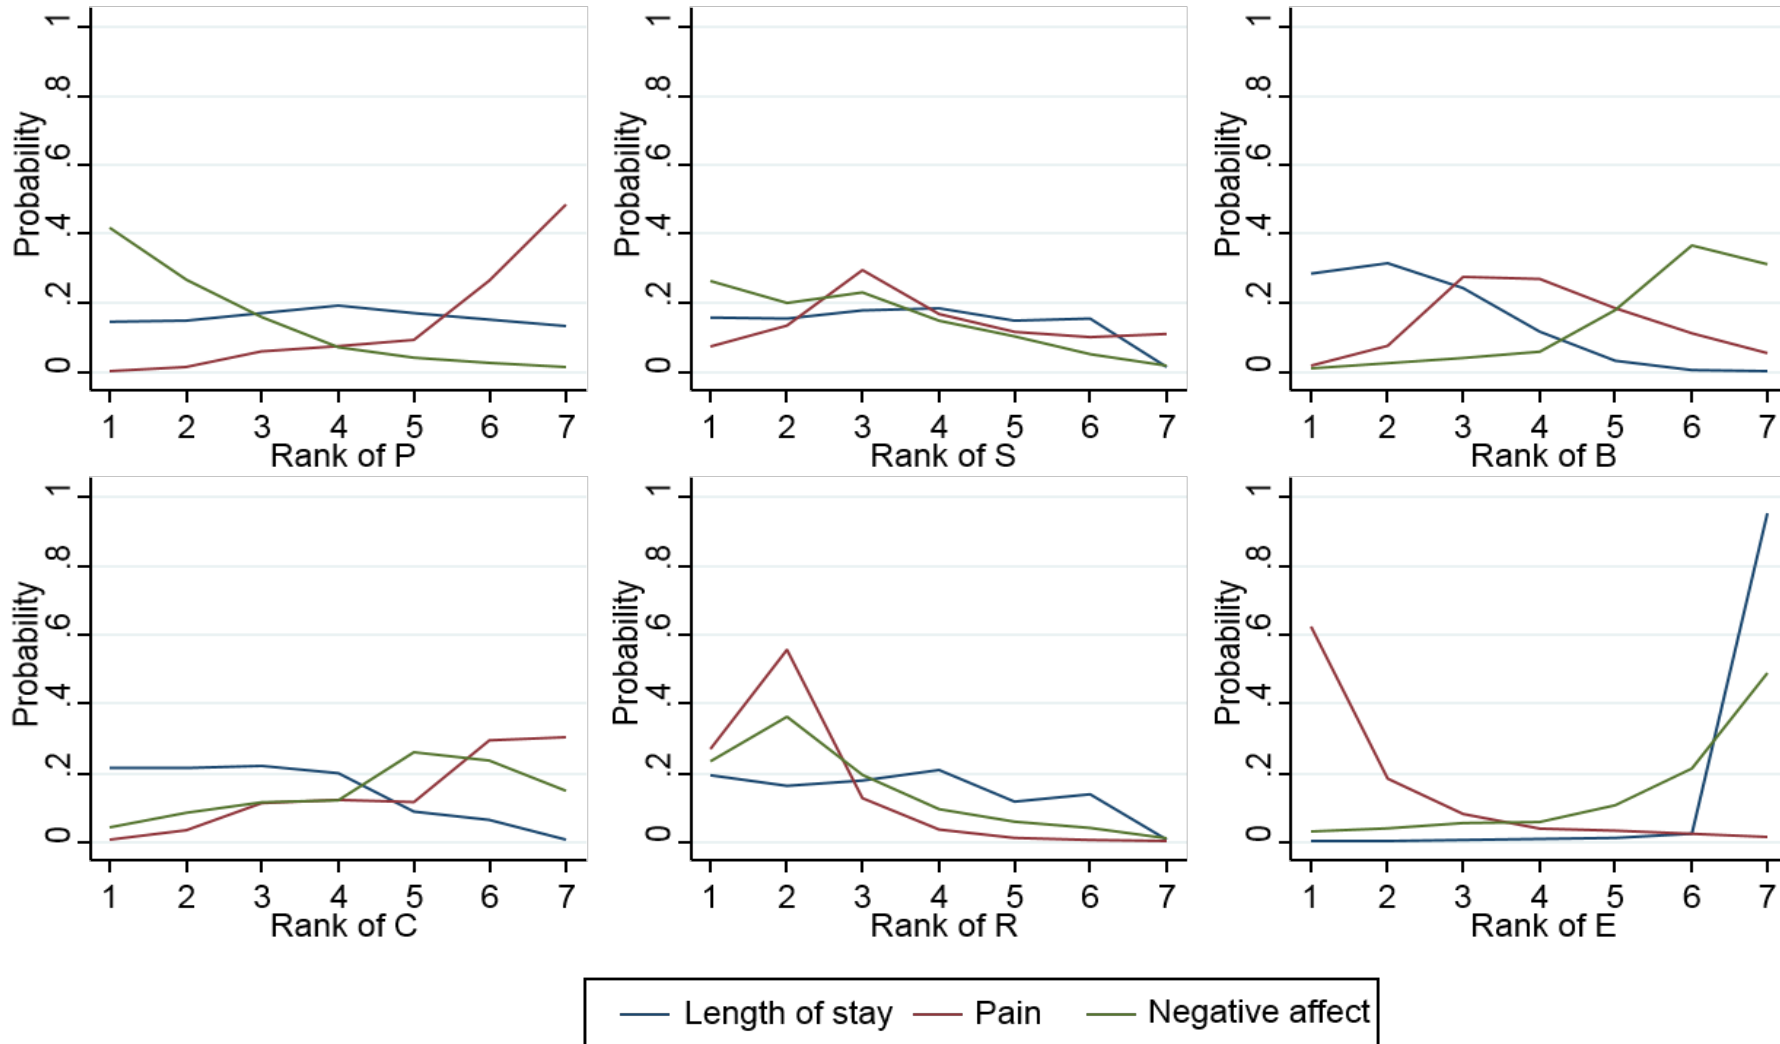 Probability
0 .2 .4 .6 .8 1
1 2 3 4 5 6 7
Rank of P
Probability
0 .2 .4 .6 .8 1
1 2 3 4 5 6 7
Rank of S
Probability
0 .2 .4 .6 .8 1
1 2 3 4 5 6 7
Rank of B
Probability
0 .2 .4 .6 .8 1
1 2 3 4 5 6 7
Rank of C
Probability
0 .2 .4 .6 .8 1
1 2 3 4 5 6 7
Rank of R
Probability
0 .2 .4 .6 .8 1
1 2 3 4 5 6 7
Rank of E
Length of stay Pain Negative affect